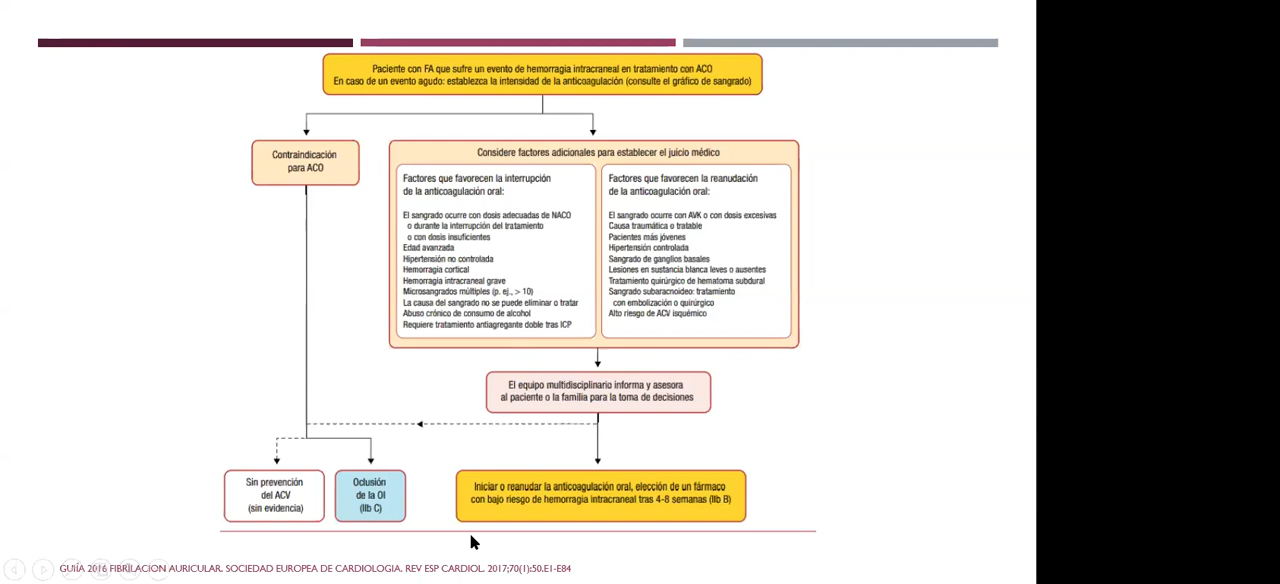 Paciente con FA que sufre un evento de hemorragia intracraneal en tratamiento con ACO
En caso de un evento agudo: establezca la intensidad de la anticoagulación (consulte el gráfico de sangrado)
Contraindicación
para ACO
Considere factores adicionales para establecer el juicio médico
Factores que favorecen la interrupción
de la anticoagulación oral:
El sangrado ocurre con dosis adecuadas de NACO
o durante la interrupción del tratamiento
o con dosis insuficientes
Edad avanzada
Hipertensión no controlada
Hemorragia cortical
Hemorragia intracraneal grave
Microsangrados múltiples (p. ej., > 10)
La causa del sangrado no se puede eliminar o tratar
Abuso crónico de consumo de alcohol
Requiere tratamiento antiagregante doble tras ICP
Factores que favorecen la reanudación
de la anticoagulación oral:
El sangrado ocurre con AVK o con dosis excesivas
Causa traumática o tratable
Pacientes más jóvenes
Hipertensión controlada
Sangrado de ganglios basales
Lesiones en sustancia blanca leves o ausentes
Tratamiento quirúrgico de hematoma subdural
Sangrado subaracnoideo: tratamiento
con embolización o quirúrgico
Alto riesgo de ACV isquémico
El equipo multidisciplinario informa y asesora
al paciente o la familia para la toma de decisiones
Sin prevención
del ACV
(sin evidencia)
Oclusión
de la OI
(IIb C)
Iniciar o reanudar la anticoagulación oral, elección de un fármaco
con bajo riesgo de hemorragia intracraneal tras 4-8 semanas (IIb B)
GUIÍA 2016 FIBRILACION AURICULAR. SOCIEDAD EUROPEA DE CARDIOLOGIA. REV ESP CARDIOL. 2017;70(1):50.E1-E84